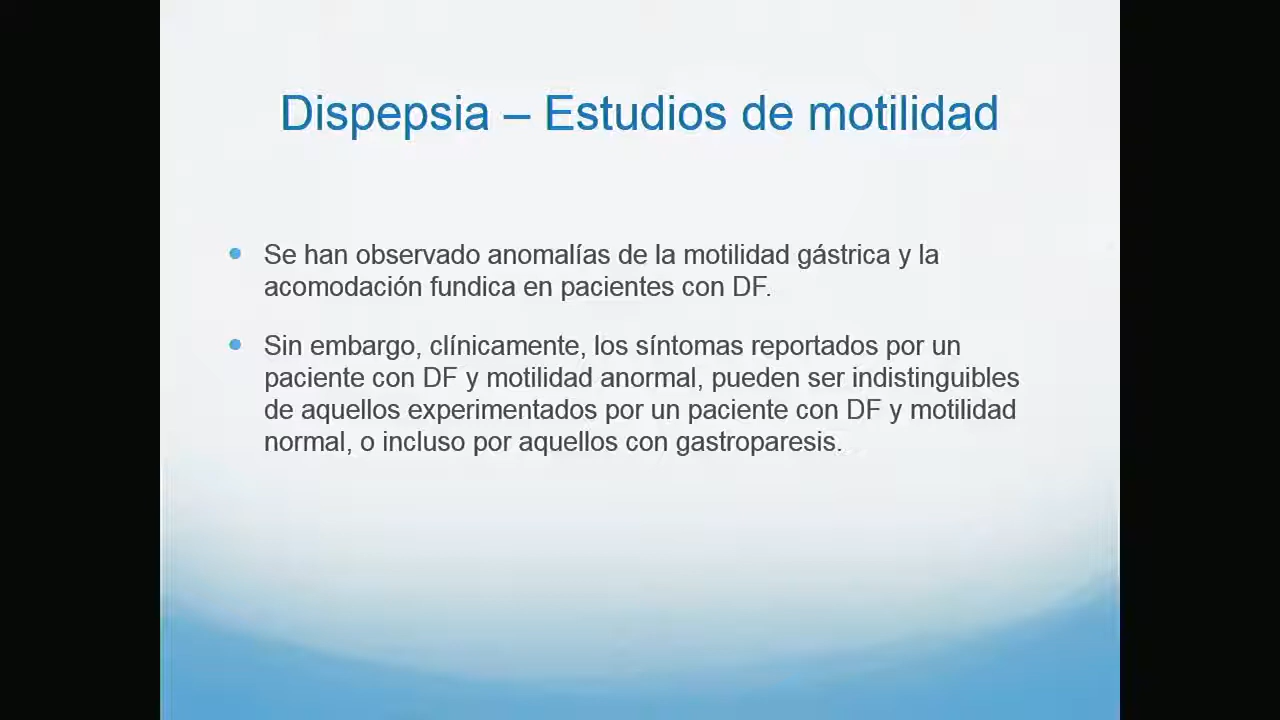 Dispepsia – Estudios de motilidad
• Se han observado anomalías de la motilidad gástrica y la
acomodación fundica en pacientes con DF.
• Sin embargo, clínicamente, los síntomas reportados por un
paciente con DF y motilidad anormal, pueden ser indistinguibles
de aquellos experimentados por un paciente con DF y motilidad
normal, o incluso por aquellos con gastroparesis.